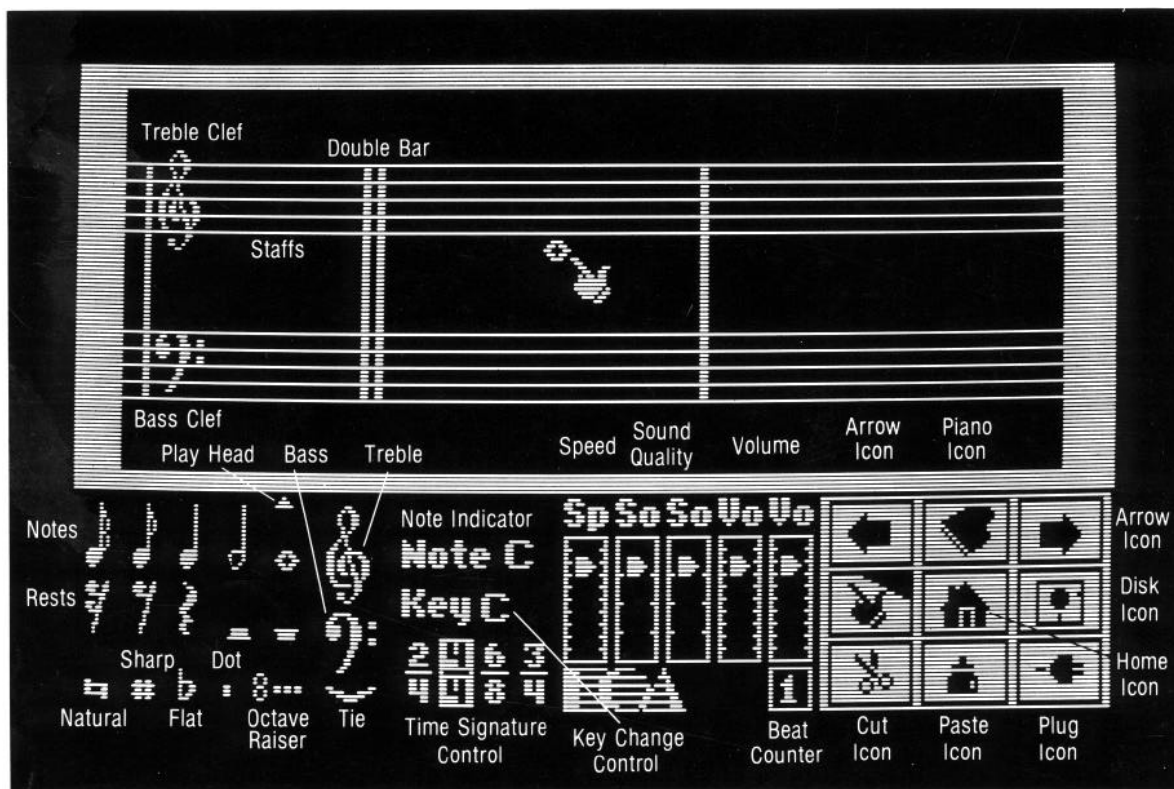 Treble Clef
Double Bar
Staffs
Bass Clef
Play Head
Bass
Treble
Speed
Sound
Quality
Volume
Arrow
Icon
Piano
Icon
Notes
Note Indicator
Sp So So Vo Vo
Arrow
Icon
Note C
Rests
Key C
Disk
Icon
Sharp
Dot
2 4 6 3
4 4 8 4
8
1
Home
Icon
Natural
Flat
Octave
Raiser
Tie
Time Signature
Control
Key Change
Control
Beat
Counter
Cut
Icon
Paste
Icon
Plug
Icon